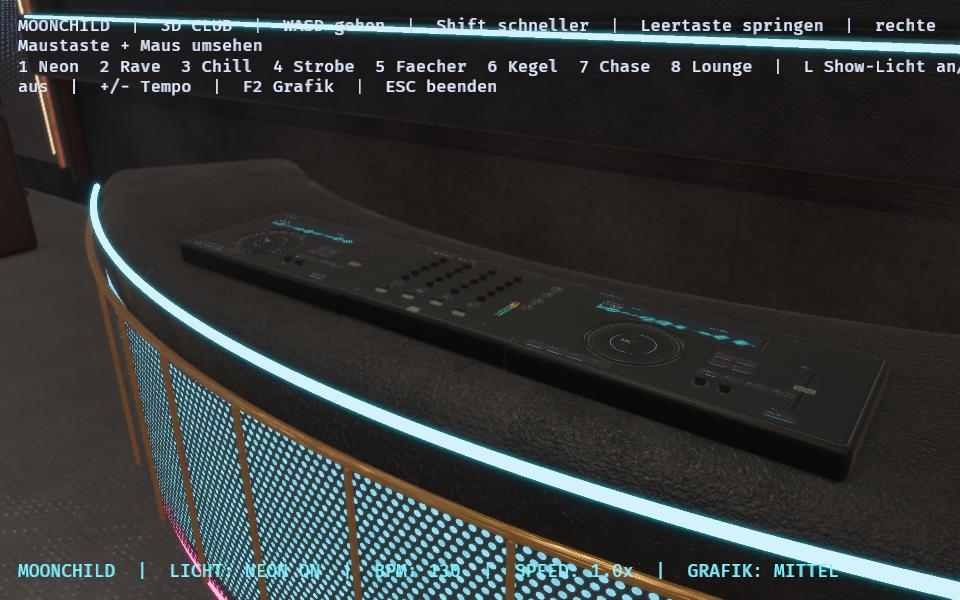 MOONCHILD | 3D CLUB | WASD gehen | Shift schneller | Leertaste springen | rechte
Maustaste + Maus umsehen
1 Neon 2 Rave 3 Chill 4 Strobe 5 Faecher 6 Kegel 7 Chase 8 Lounge | L Show-Licht an/
aus | +/- Tempo | F2 Grafik | ESC beenden
MOONCHILD | LICHT: NEON ON | BPM: 130 | SPEED: 1.0x | GRAFIK: MITTEL